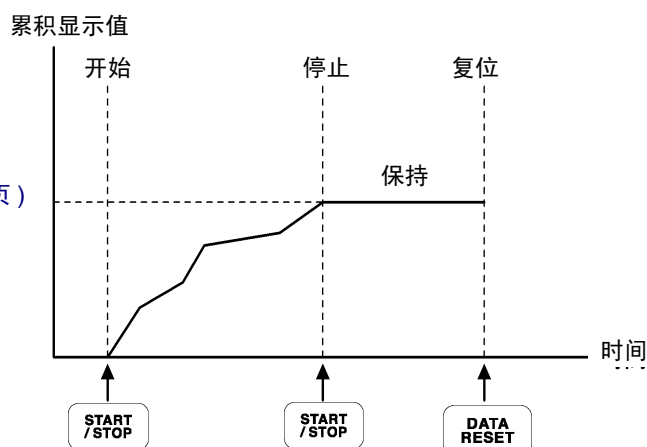 累积显示值
开始
停止
复位
保持
页 )
时间
START
/ STOP
START
/ STOP
DATA
RESET